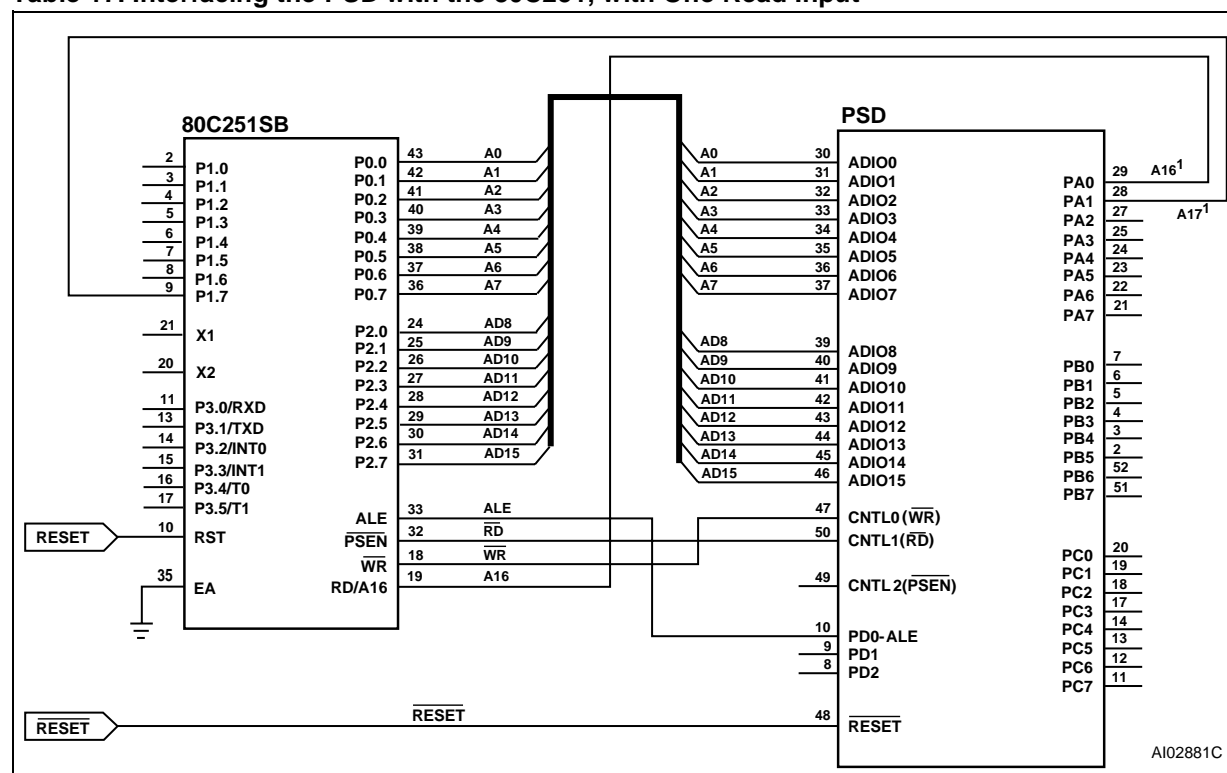 Table 17. Interfacing the PSD with the 80C251, with One Read Input
80C251SB
2 P1.0
3 P1.1
4 P1.2
5 P1.3
6 P1.4
7 P1.5
8 P1.6
9 P1.7
21 X1
20 X2
11 P3.0/RXD
13 P3.1/TXD
14 P3.2/INT0
15 P3.3/INT1
16 P3.4/T0
17 P3.5/T1
RESET 10 RST
35 EA
P0.0 43 A0
P0.1 42 A1
P0.2 41 A2
P0.3 40 A3
P0.4 39 A4
P0.5 38 A5
P0.6 37 A6
P0.7 36 A7
P2.0 24 AD8
P2.1 25 AD9
P2.2 26 AD10
P2.3 27 AD11
P2.4 28 AD12
P2.5 29 AD13
P2.6 30 AD14
P2.7 31 AD15
ALE 33 ALE
PSEN 32 RD
WR 18 WR
RD/A16 19 A16
PSD
A0 30 ADIO0
A1 31 ADIO1
A2 32 ADIO2
A3 33 ADIO3
A4 34 ADIO4
A5 35 ADIO5
A6 36 ADIO6
A7 37 ADIO7
AD8 39 ADIO8
AD9 40 ADIO9
AD10 41 ADIO10
AD11 42 ADIO11
AD12 43 ADIO12
AD13 44 ADIO13
AD14 45 ADIO14
AD15 46 ADIO15
47 CNTL0(WR)
50 CNTL1(RD)
49 CNTL 2(PSEN)
10 PD0-ALE
9 PD1
8 PD2
RESET RESET 48 RESET
PA0 29 A16¹
PA1 28 A17¹
PA2 27
PA3 25
PA4 24
PA5 23
PA6 22
PA7 21
PB0 7
PB1 6
PB2 5
PB3 4
PB4 3
PB5 2
PB6 52
PB7 51
PC0 20
PC1 19
PC2 18
PC3 17
PC4 14
PC5 13
PC6 12
PC7 11
AI02881C